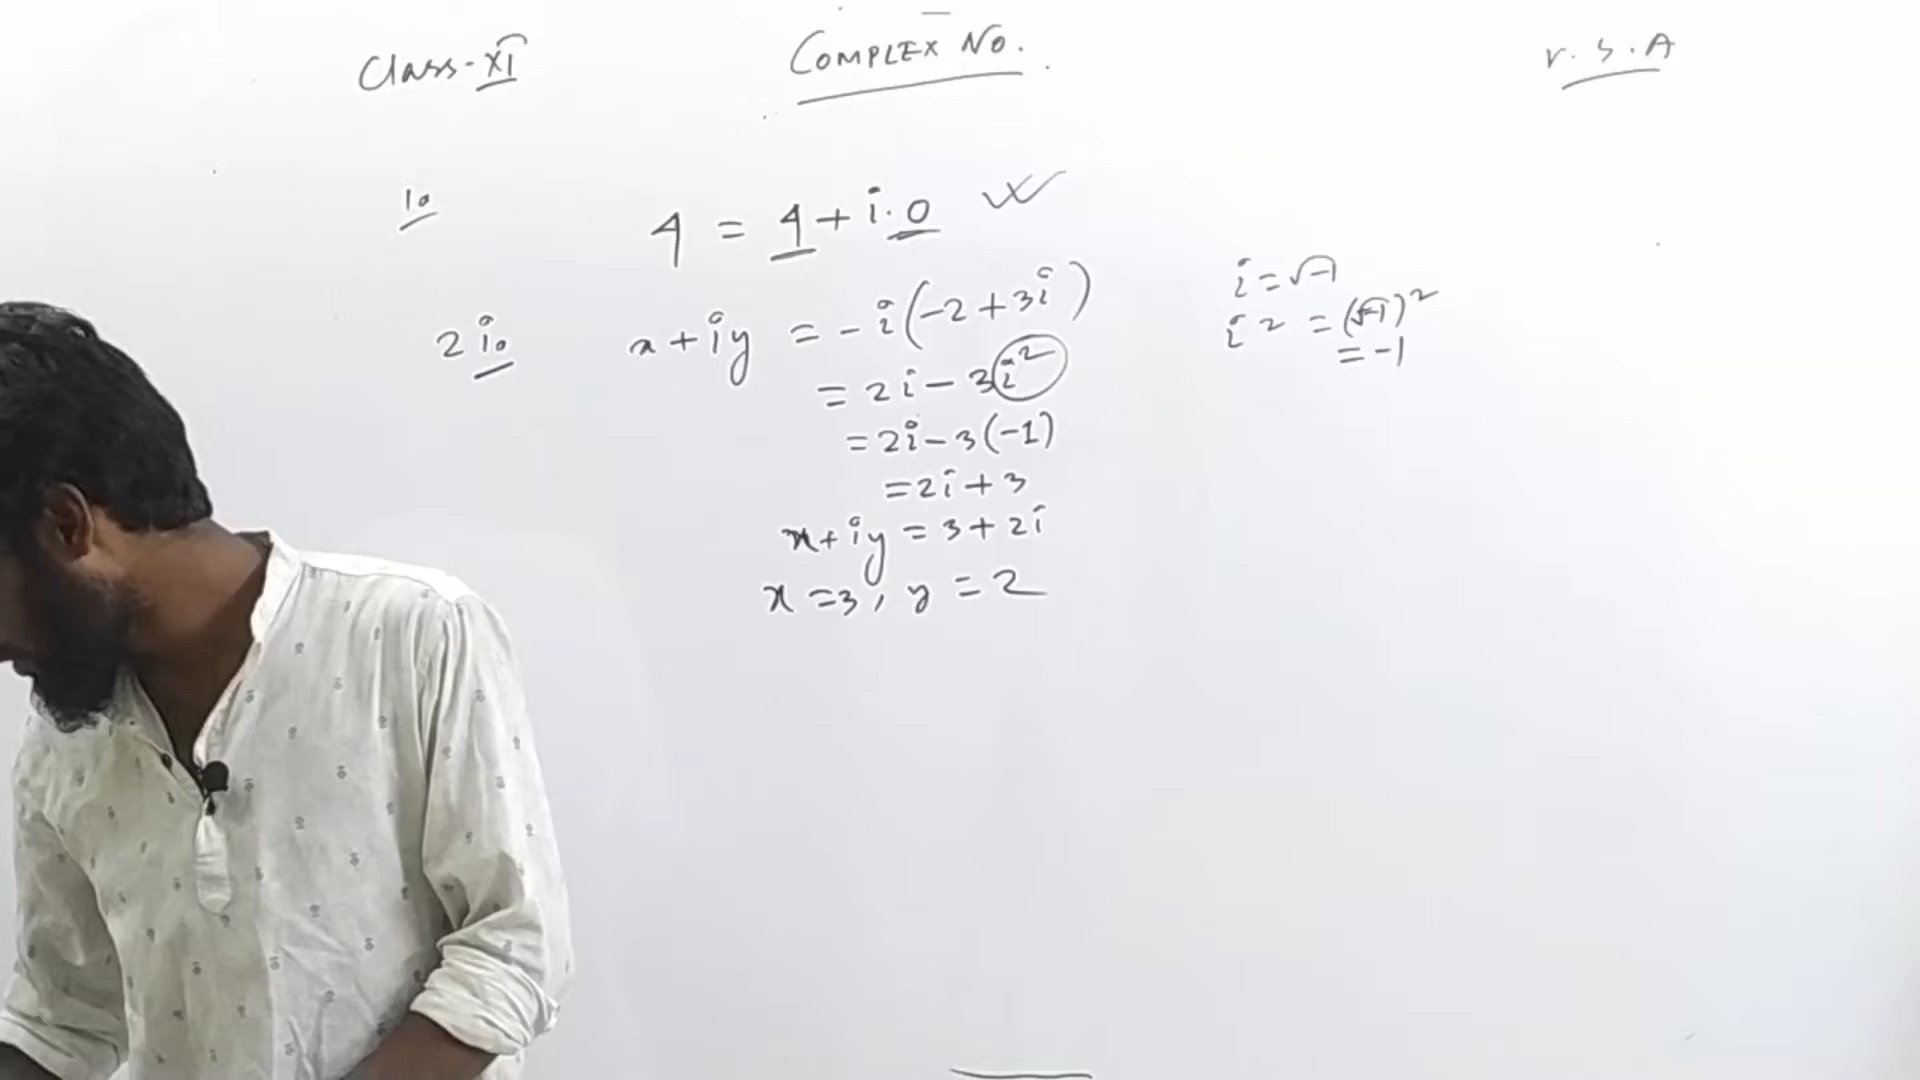 Class-XI
COMPLEX NO.
V. S. A
1.
4 = 4 + i.0
2 i.
x + iy = -i(-2 + 3i)
= 2i - 3i²
= 2i - 3(-1)
= 2i + 3
x + iy = 3 + 2i
x = 3, y = 2
i = √-1
i² = (√-1)²
= -1